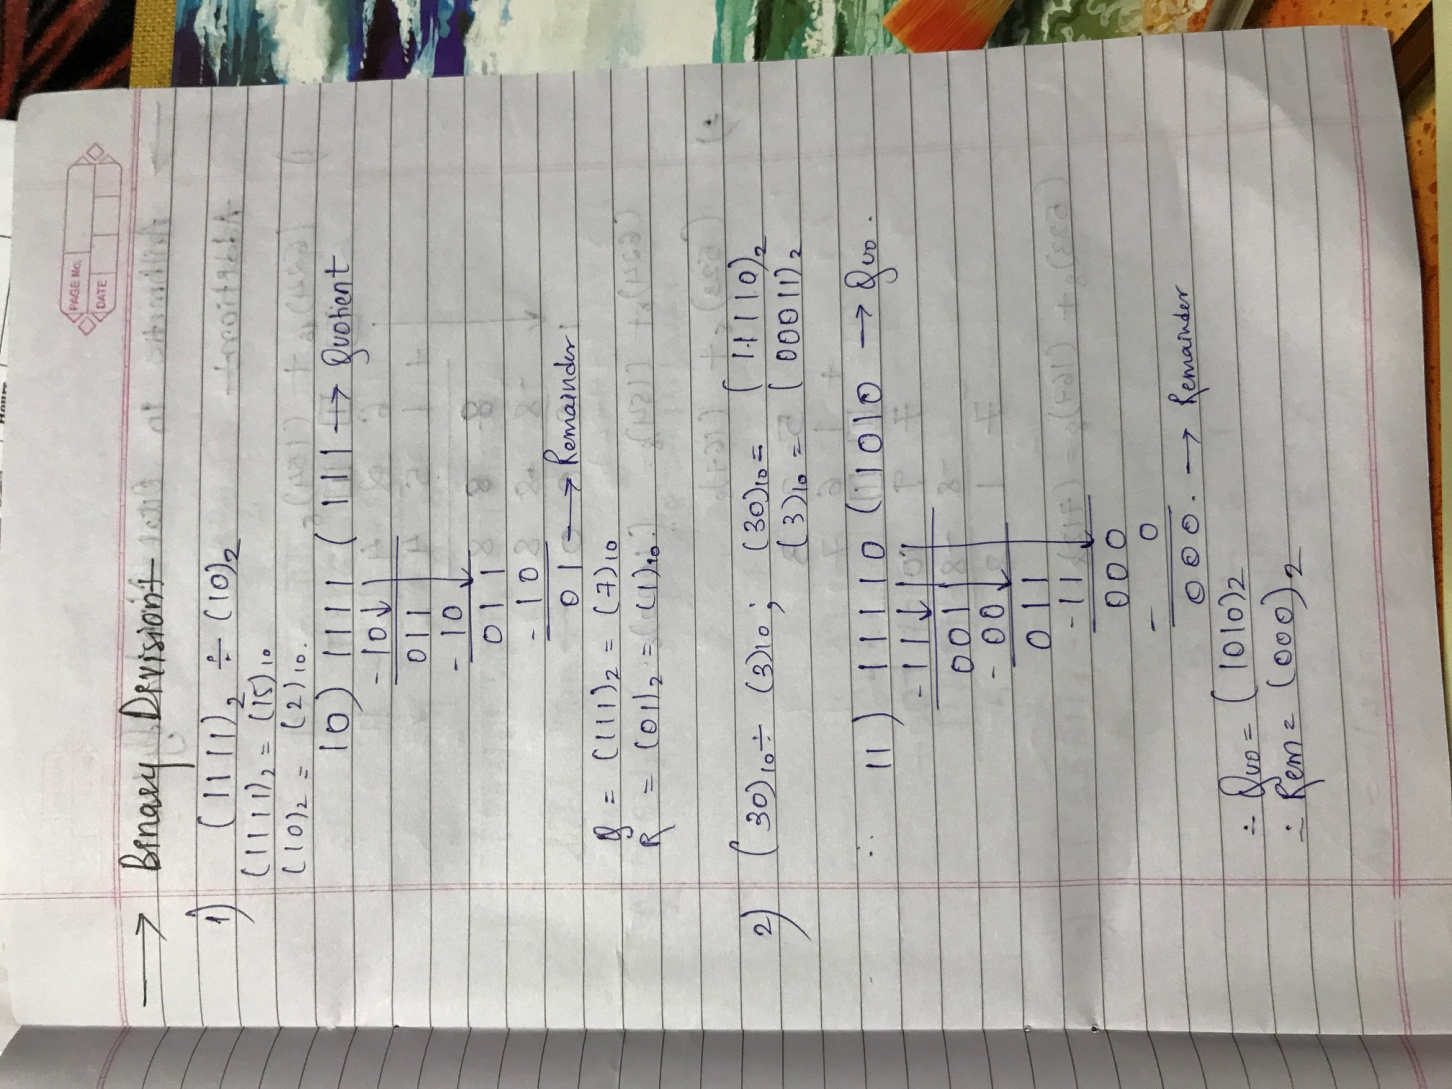 PAGE No.
DATE
→ Binary Division :-
1) (1111)₂ ÷ (10)₂
(1111)₂ = (15)₁₀
(10)₂ = (2)₁₀.
10) 1111 (111 → Quotient
-10↓
011
-10
011
-10
01 → Remainder
Q = (111)₂ = (7)₁₀
R = (01)₂ = (1)₁₀.
2) (30)₁₀ ÷ (3)₁₀ ; (30)₁₀ = (11110)₂
(3)₁₀ = (00011)₂
∴ 11) 11110 (1010 → Quo.
-11↓
001
-00↓
011
-11
000
- 0
000. → Remainder
∴ Quo = (1010)₂
∴ Rem = (000)₂